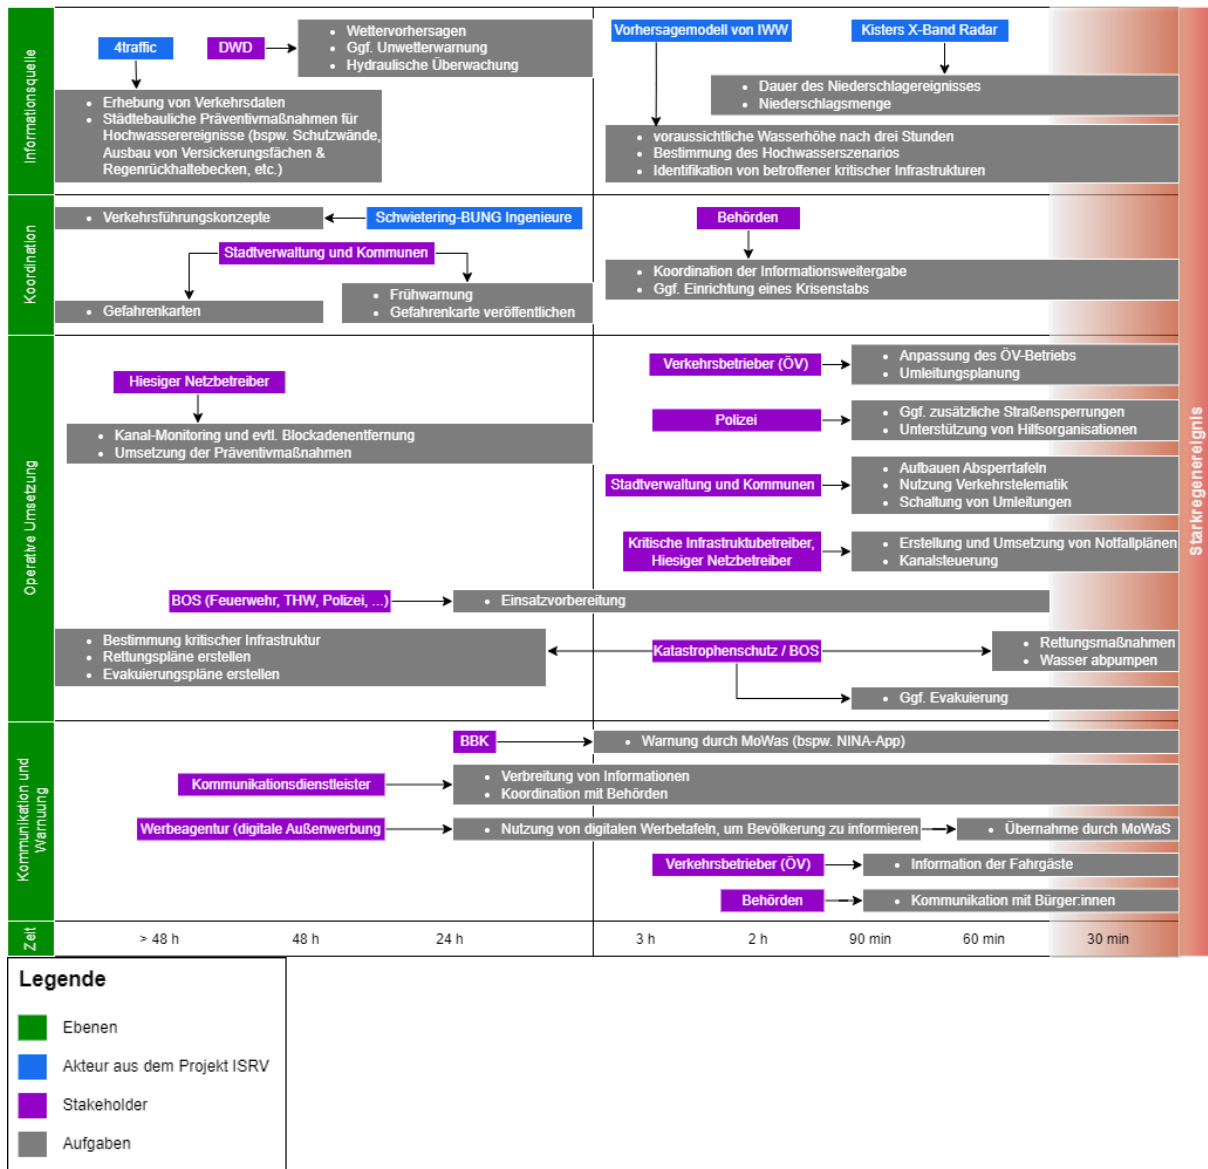 Informationsquelle
4traffic
DWD
Wettervorhersagen
Ggf. Unwetterwarnung
Hydraulische Überwachung
Erhebung von Verkehrsdaten
Städtebauliche Präventivmaßnahmen für
Hochwasserereignisse (bspw. Schutzwände,
Ausbau von Versickerungsfächen &
Regenrückhaltebecken, etc.)
Vorhersagemodell von IWW
Kisters X-Band Radar
Dauer des Niederschlagereignisses
Niederschlagsmenge
voraussichtliche Wasserhöhe nach drei Stunden
Bestimmung des Hochwasserszenarios
Identifikation von betroffener kritischer Infrastrukturen
Koordination
Verkehrsführungskonzepte
Schwietering-BUNG Ingenieure
Stadtverwaltung und Kommunen
Gefahrenkarten
Frühwarnung
Gefahrenkarte veröffentlichen
Behörden
Koordination der Informationsweitergabe
Ggf. Einrichtung eines Krisenstabs
Operative Umsetzung
Hiesiger Netzbetreiber
Kanal-Monitoring und evtl. Blockadenentfernung
Umsetzung der Präventivmaßnahmen
Verkehrsbetrieber (ÖV)
Anpassung des ÖV-Betriebs
Umleitungsplanung
Polizei
Ggf. zusätzliche Straßensperrungen
Unterstützung von Hilfsorganisationen
Stadtverwaltung und Kommunen
Aufbauen Absperrtafeln
Nutzung Verkehrstelematik
Schaltung von Umleitungen
Kritische Infrastruktubetreiber,
Hiesiger Netzbetreiber
Erstellung und Umsetzung von Notfallplänen
Kanalsteuerung
BOS (Feuerwehr, THW, Polizei, ...)
Einsatzvorbereitung
Bestimmung kritischer Infrastruktur
Rettungspläne erstellen
Evakuierungspläne erstellen
Katastrophenschutz / BOS
Rettungsmaßnahmen
Wasser abpumpen
Ggf. Evakuierung
Starkregenereignis
Kommunikation und
Warnuung
BBK
Warnung durch MoWas (bspw. NINA-App)
Kommunikationsdienstleister
Verbreitung von Informationen
Koordination mit Behörden
Werbeagentur (digitale Außenwerbung
Nutzung von digitalen Werbetafeln, um Bevölkerung zu informieren
Übernahme durch MoWaS
Verkehrsbetrieber (ÖV)
Information der Fahrgäste
Behörden
Kommunikation mit Bürger:innen
Zeit
> 48 h
48 h
24 h
3 h
2 h
90 min
60 min
30 min
Legende
Ebenen
Akteur aus dem Projekt ISRV
Stakeholder
Aufgaben